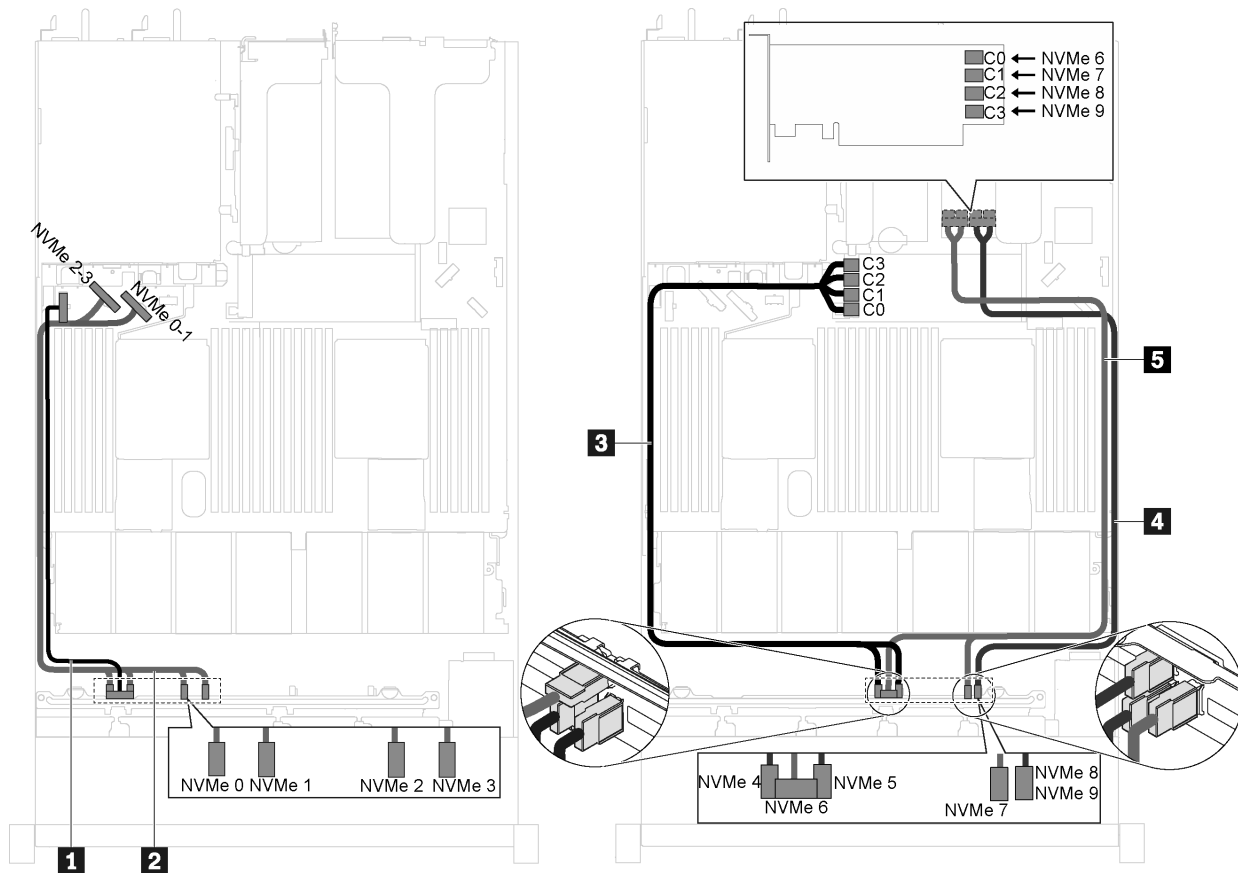 NVMe 2-3
NVMe 0-1
NVMe 0
NVMe 1
NVMe 2
NVMe 3
1
2
C0 NVMe 6
C1 NVMe 7
C2 NVMe 8
C3 NVMe 9
C3
C2
C1
C0
5
3
4
NVMe 4
NVMe 5
NVMe 6
NVMe 7
NVMe 8
NVMe 9